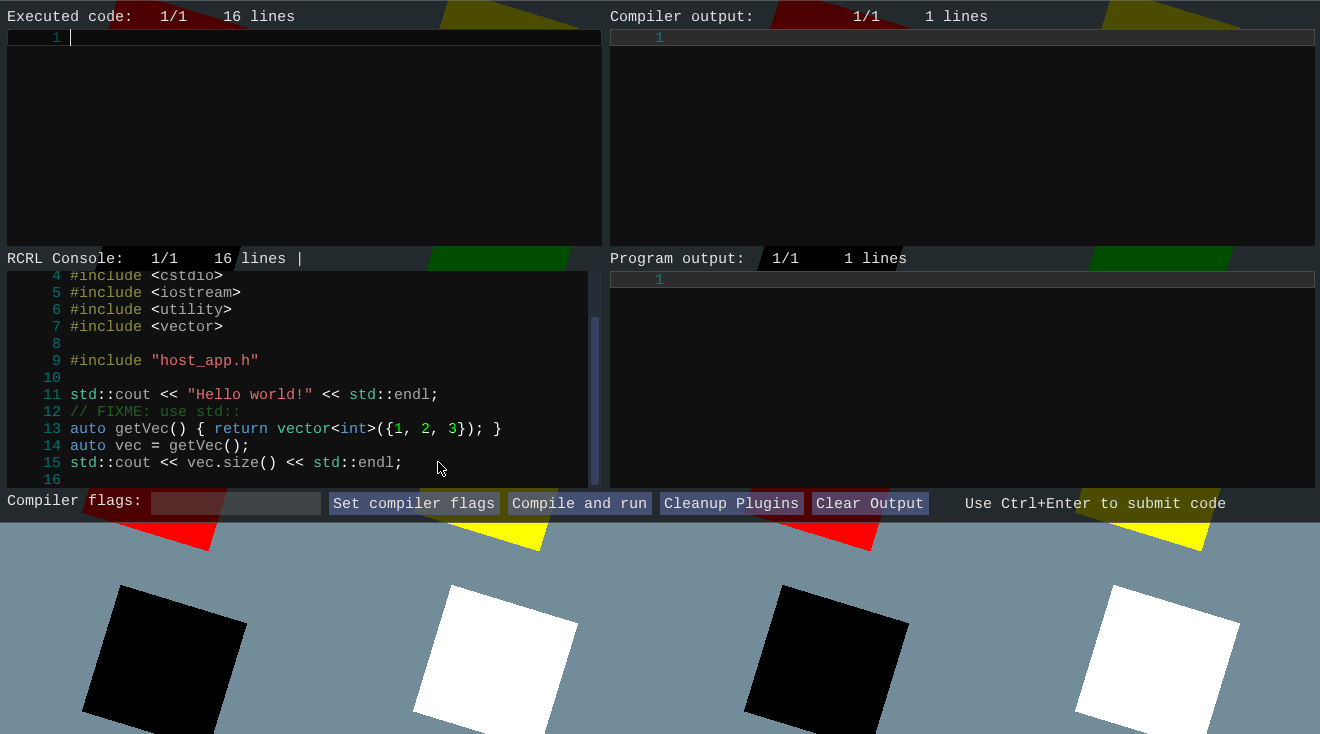 Executed code:   1/1    16 lines
1
Compiler output:           1/1     1 lines
1
RCRL Console:   1/1    16 lines |
4 #include <cstdio>
5 #include <iostream>
6 #include <utility>
7 #include <vector>
8
9 #include "host_app.h"
10
11 std::cout << "Hello world!" << std::endl;
12 // FIXME: use std::
13 auto getVec() { return vector<int>({1, 2, 3}); }
14 auto vec = getVec();
15 std::cout << vec.size() << std::endl;
16
Program output:   1/1     1 lines
1
Compiler flags: Set compiler flags Compile and run Cleanup Plugins Clear Output Use Ctrl+Enter to submit code